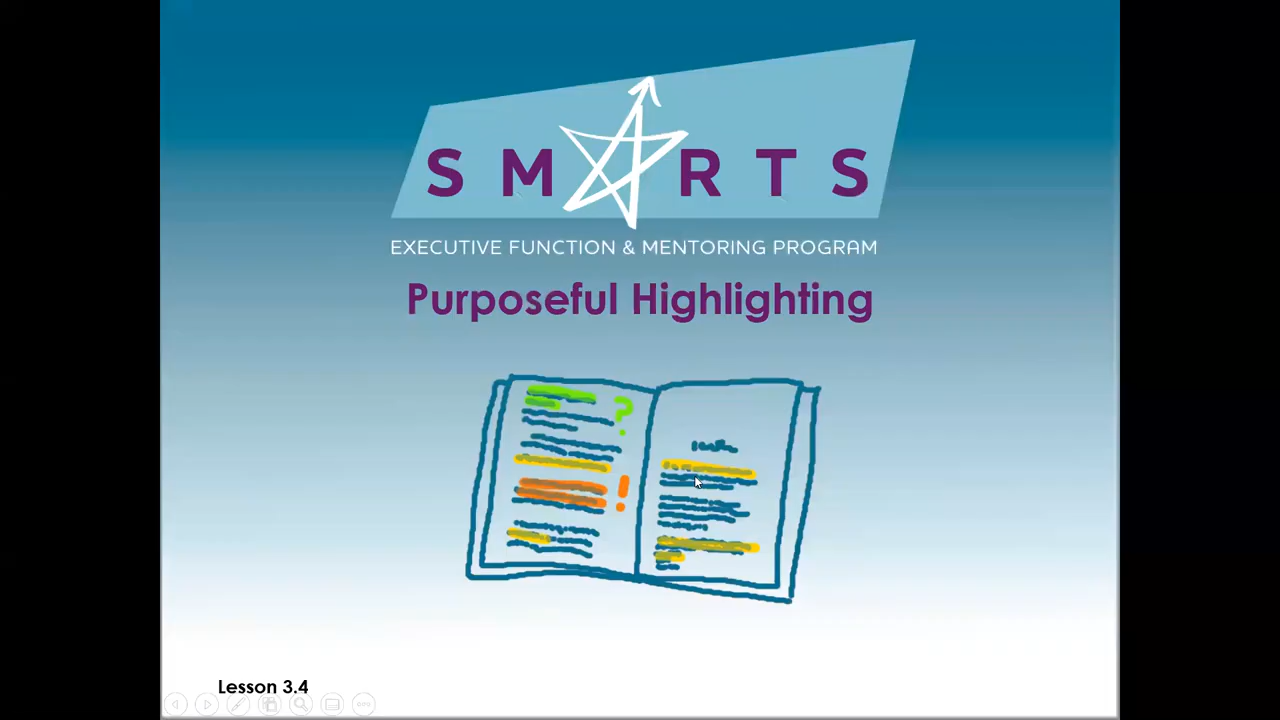 SMARTS
EXECUTIVE FUNCTION & MENTORING PROGRAM
Purposeful Highlighting
?
!
Lesson 3.4